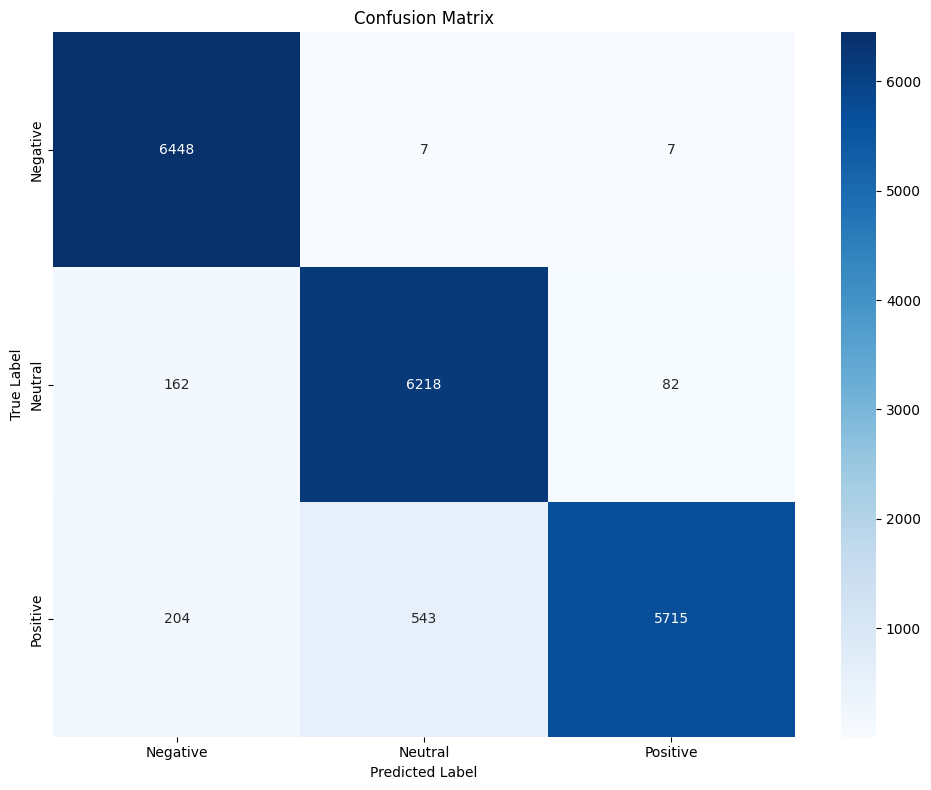 Confusion Matrix
Negative
6448
7
7
True Label
Neutral
162
6218
82
Positive
204
543
5715
Negative
Neutral
Positive
Predicted Label
6000
5000
4000
3000
2000
1000